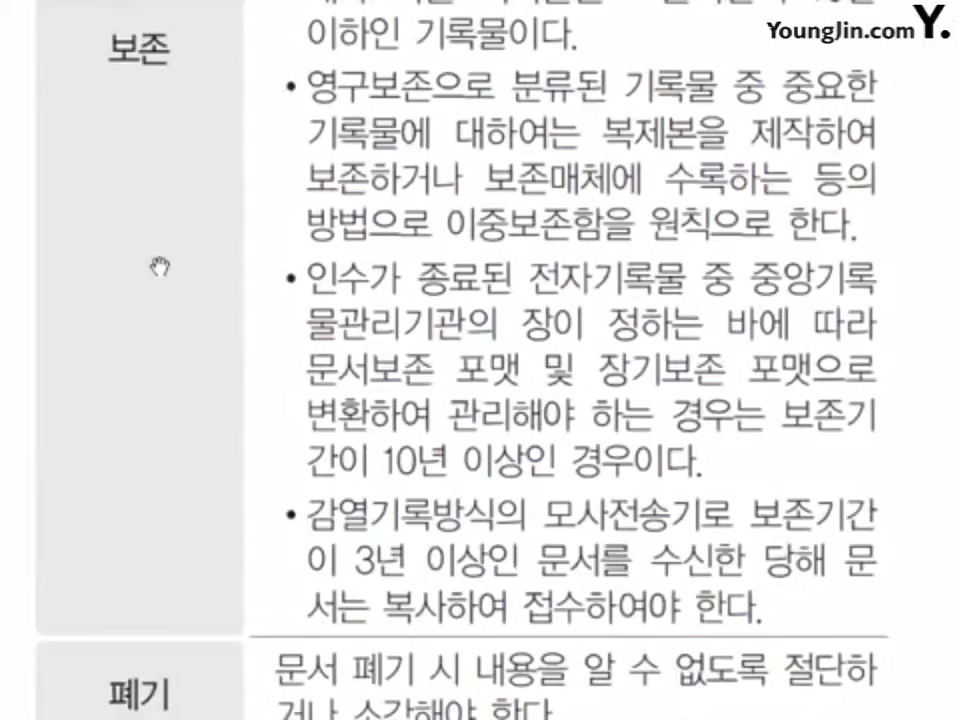 YoungJin.com Y.
보존
이하인 기록물이다.
• 영구보존으로 분류된 기록물 중 중요한
기록물에 대하여는 복제본을 제작하여
보존하거나 보존매체에 수록하는 등의
방법으로 이중보존함을 원칙으로 한다.
• 인수가 종료된 전자기록물 중 중앙기록
물관리기관의 장이 정하는 바에 따라
문서보존 포맷 및 장기보존 포맷으로
변환하여 관리해야 하는 경우는 보존기
간이 10년 이상인 경우이다.
• 감열기록방식의 모사전송기로 보존기간
이 3년 이상인 문서를 수신한 당해 문
서는 복사하여 접수하여야 한다.
폐기
문서 폐기 시 내용을 알 수 없도록 절단하
거나 소각해야 한다